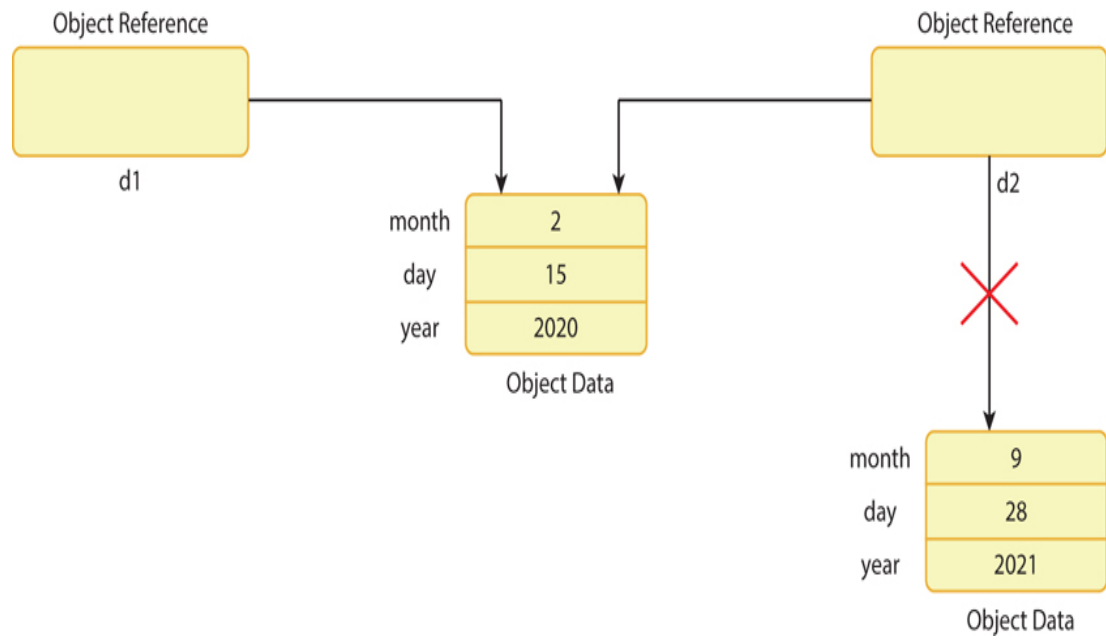 Object Reference
Object Reference
d1
d2
month 2
day 15
year 2020
Object Data
month 9
day 28
year 2021
Object Data